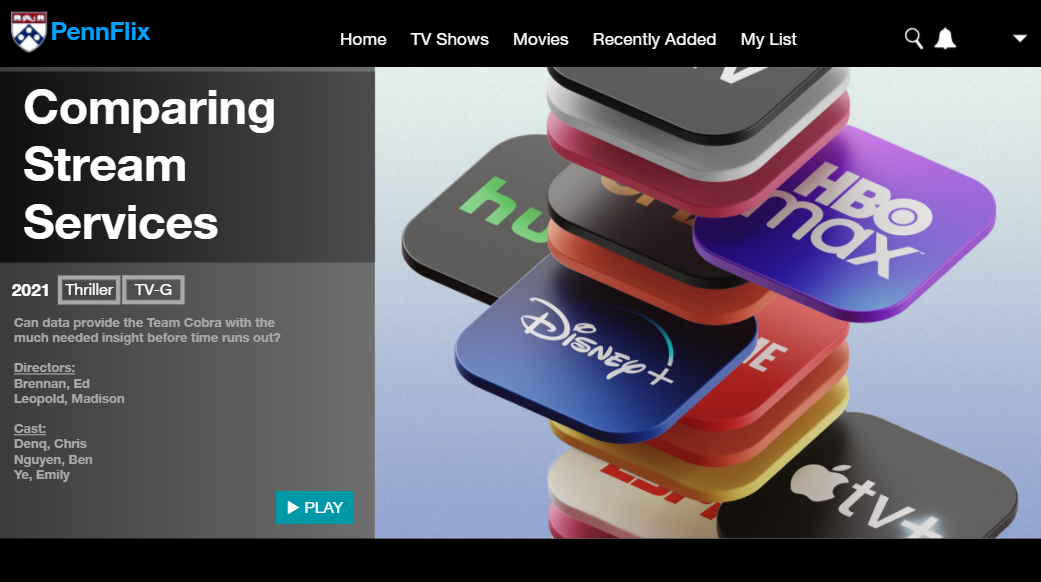 PennFlix
Home TV Shows Movies Recently Added My List
Comparing
Stream
Services
2021 Thriller TV-G
Can data provide the Team Cobra with the
much needed insight before time runs out?
Directors:
Brennan, Ed
Leopold, Madison
Cast:
Denq, Chris
Nguyen, Ben
Ye, Emily
PLAY
HBO
max
Disney+
tv+